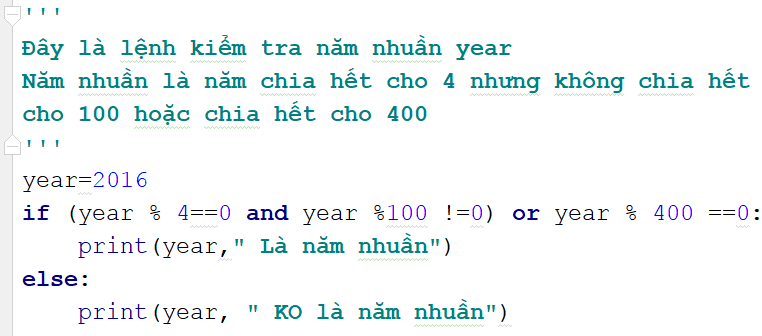 '''
Đây là lệnh kiểm tra năm nhuần year
Năm nhuần là năm chia hết cho 4 nhưng không chia hết
cho 100 hoặc chia hết cho 400
'''
year=2016
if (year % 4==0 and year %100 !=0) or year % 400 ==0:
    print(year," Là năm nhuần")
else:
    print(year, " KO là năm nhuần")